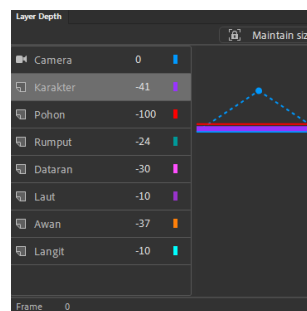 Layer Depth
Maintain siz
Camera 0
Karakter -41
Pohon -100
Rumput -24
Dataran -30
Laut -10
Awan -37
Langit -10
Frame 0